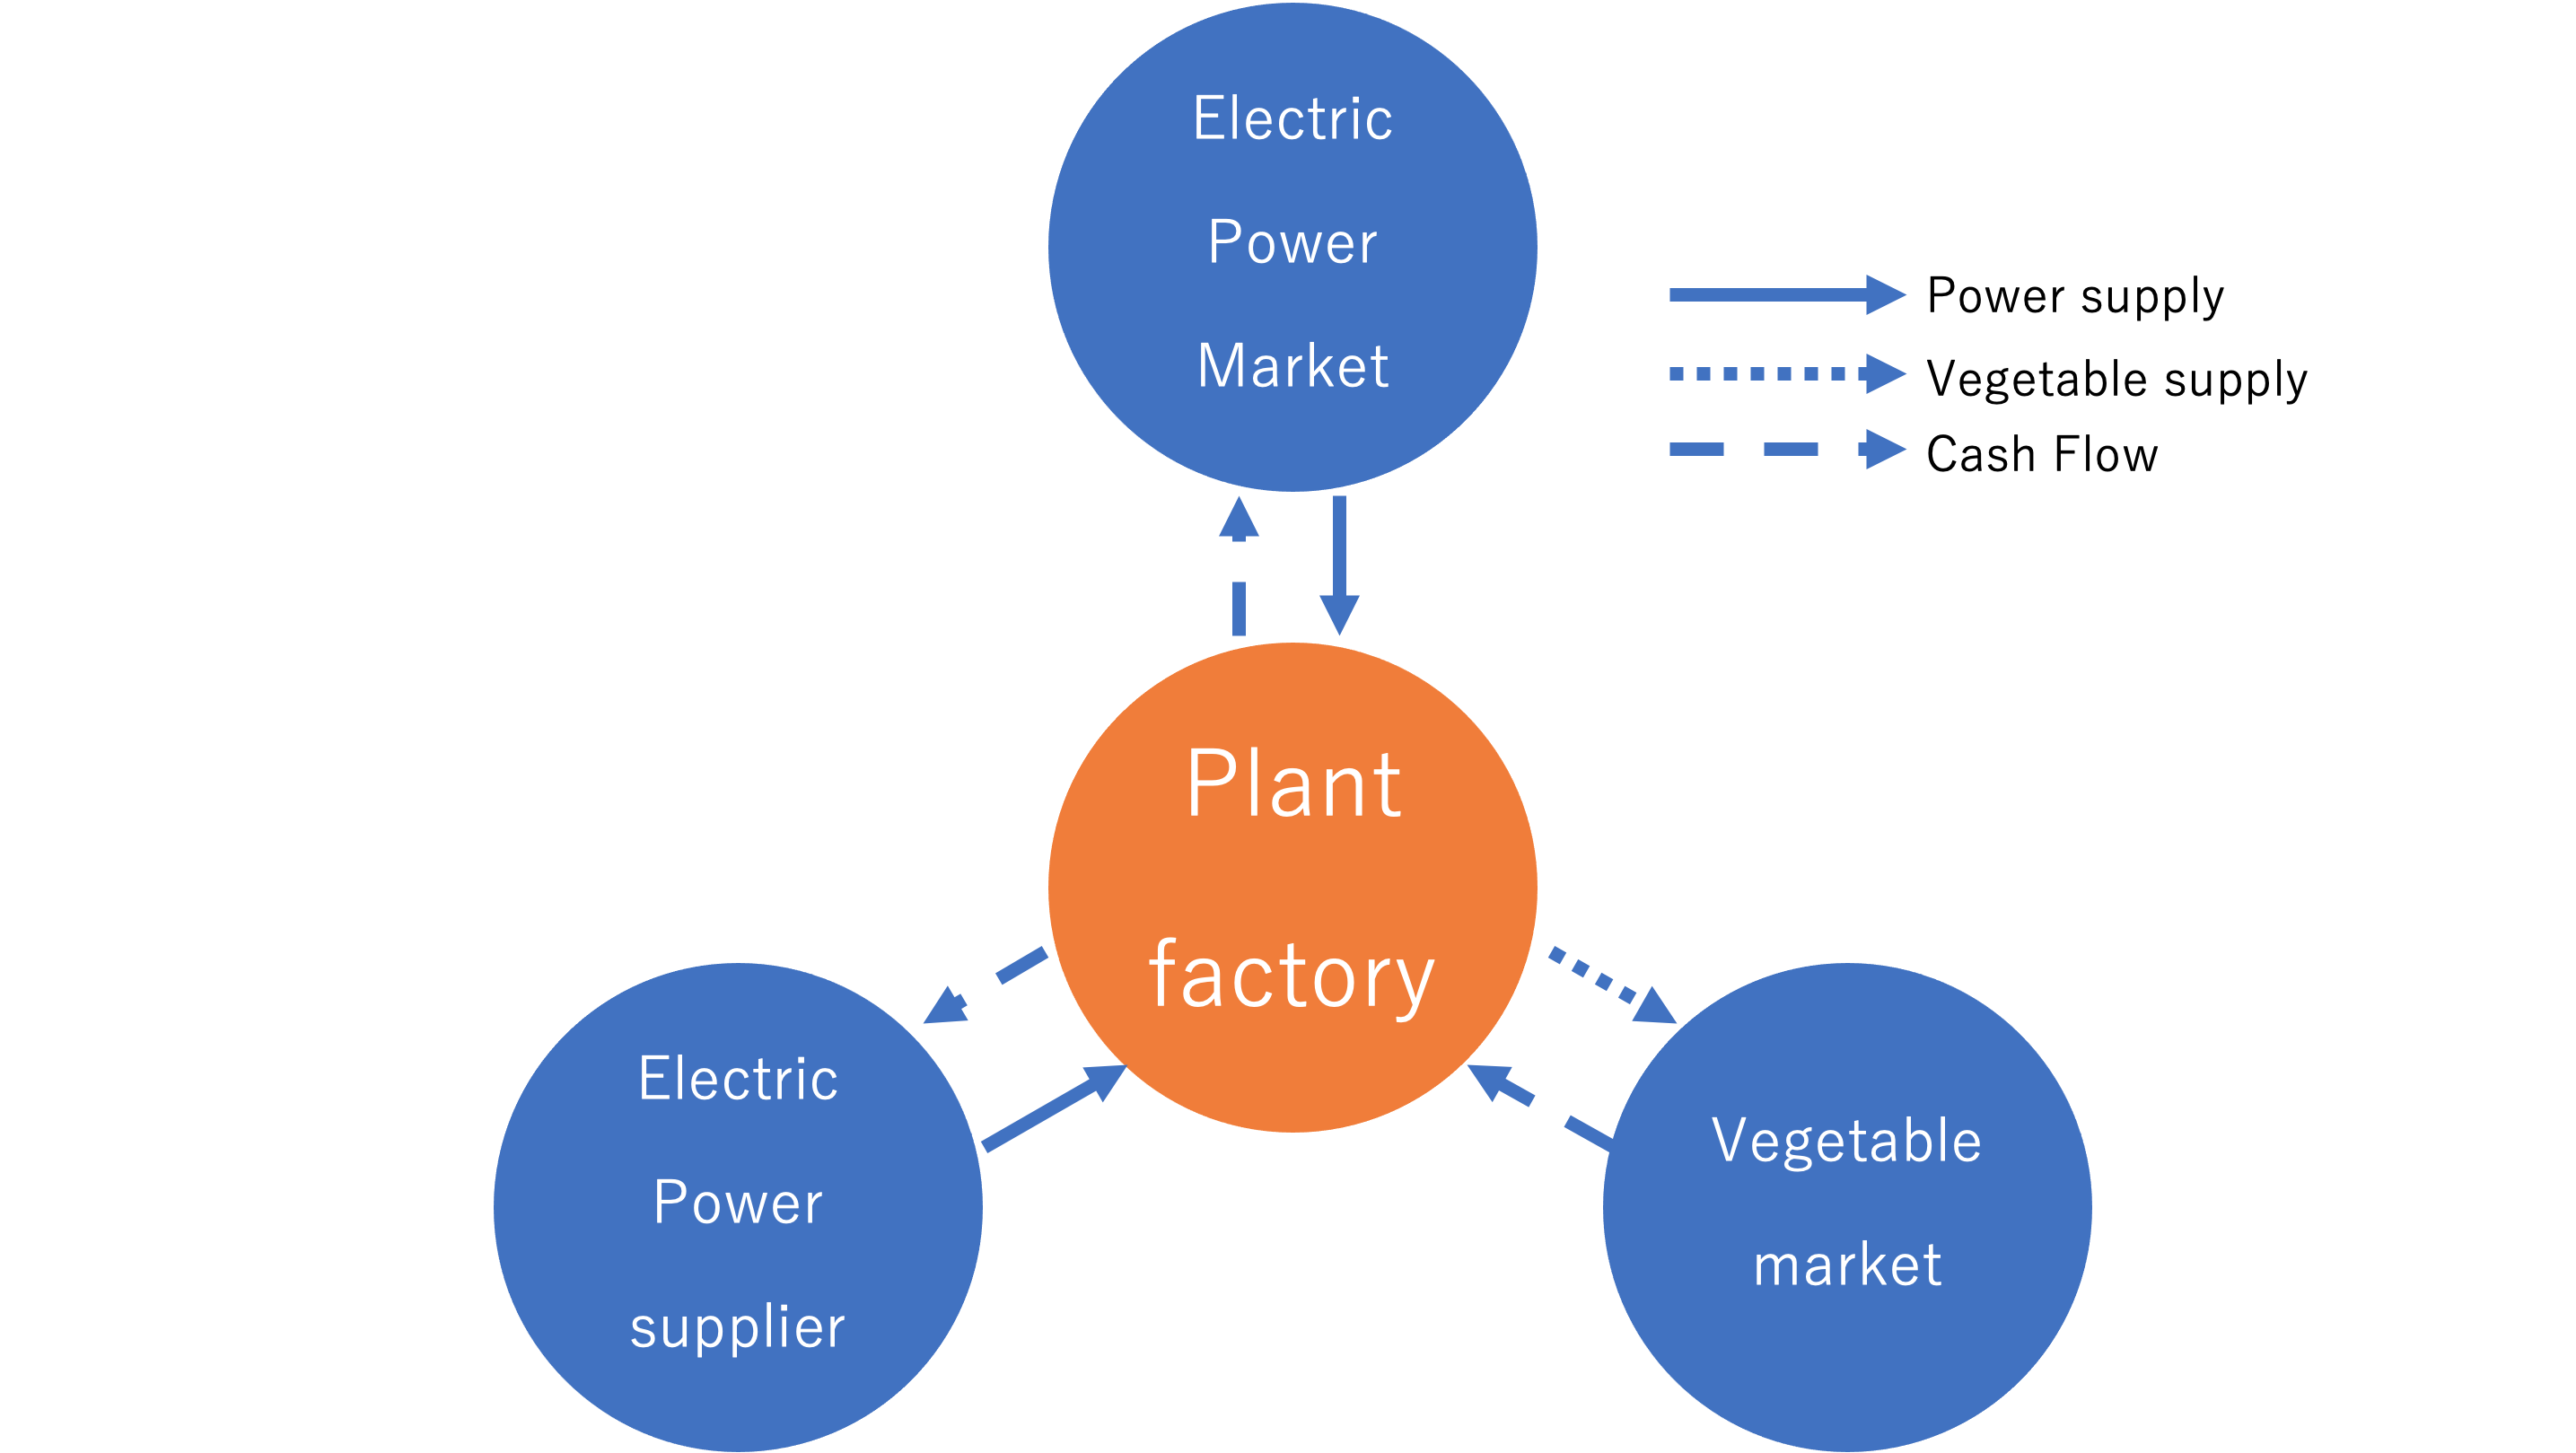 Electric
Power
Market
Power supply
Vegetable supply
Cash Flow
Plant
factory
Electric
Power
supplier
Vegetable
market